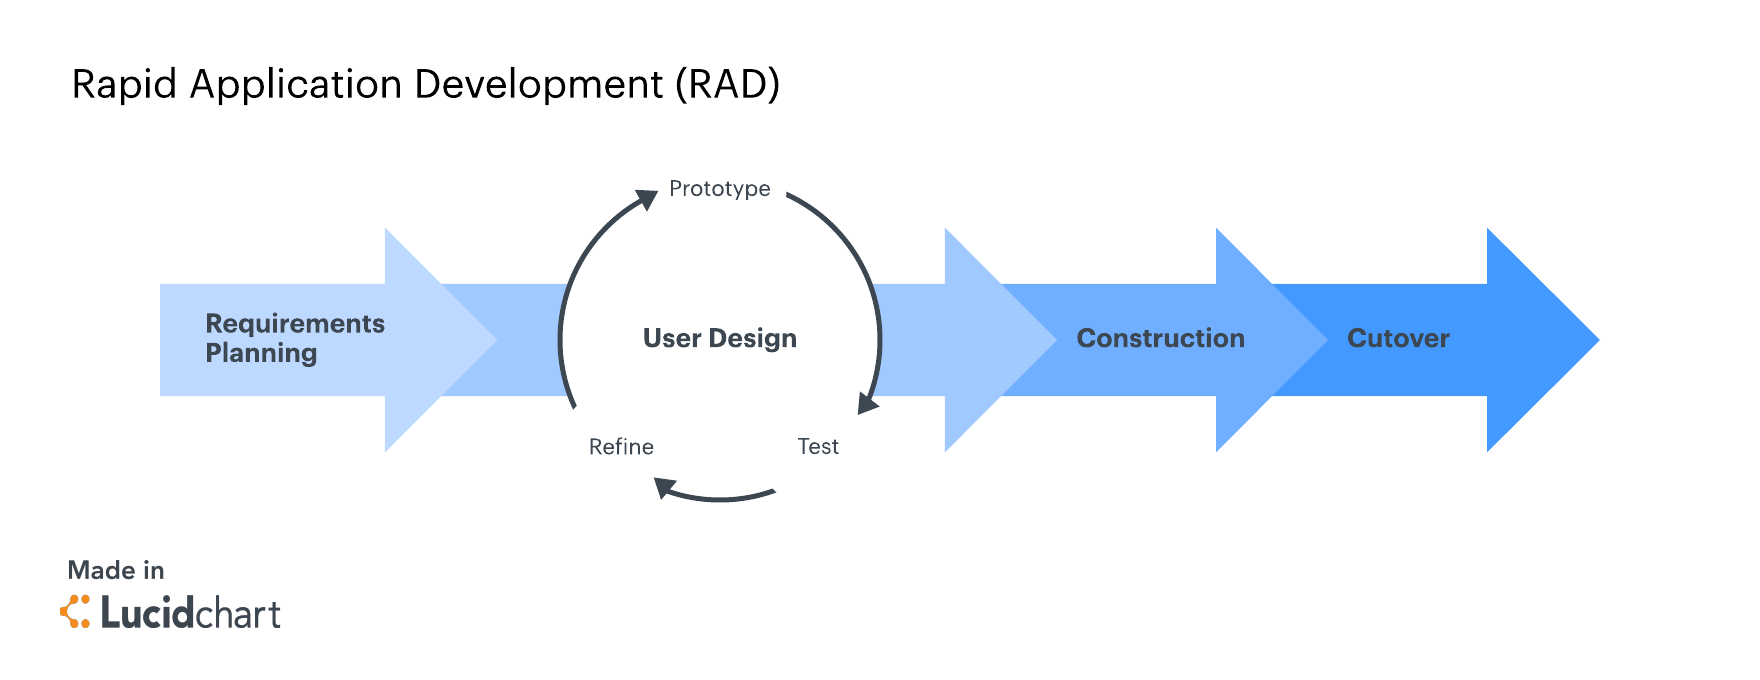 Rapid Application Development (RAD)
Prototype
Requirements
Planning
User Design
Construction
Cutover
Refine
Test
Made in
Lucidchart